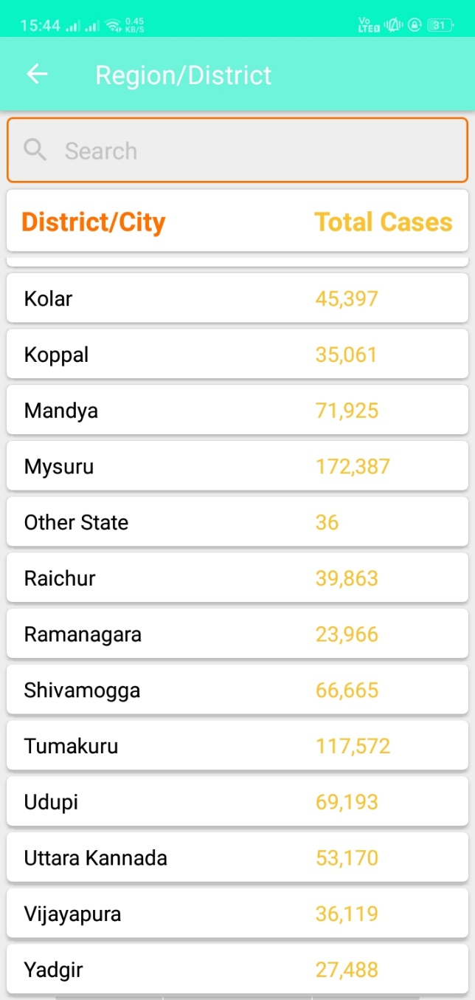 15:44 0.45 KB/S Vo LTE 31
Region/District
Search
District/City Total Cases
Kolar 45,397
Koppal 35,061
Mandya 71,925
Mysuru 172,387
Other State 36
Raichur 39,863
Ramanagara 23,966
Shivamogga 66,665
Tumakuru 117,572
Udupi 69,193
Uttara Kannada 53,170
Vijayapura 36,119
Yadgir 27,488